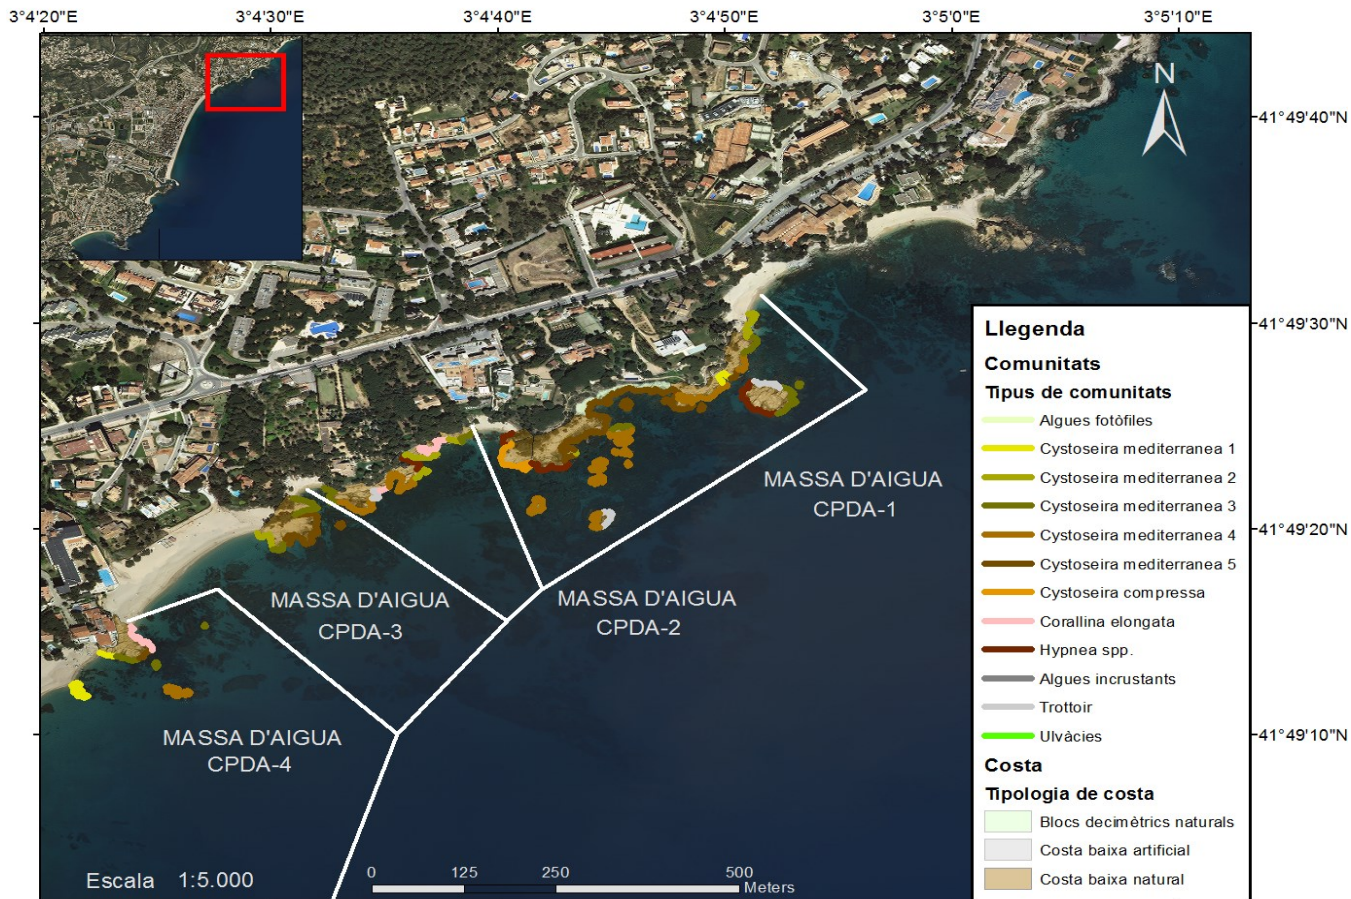 3°4'20"E 3°4'30"E 3°4'40"E 3°4'50"E 3°5'0"E 3°5'10"E
N
41°49'40"N
41°49'30"N
41°49'20"N
41°49'10"N
MASSA D'AIGUA
CPDA-1
MASSA D'AIGUA
CPDA-2
MASSA D'AIGUA
CPDA-3
MASSA D'AIGUA
CPDA-4
Escala 1:5.000
0 125 250 500
Meters
Llegenda
Comunitats
Tipus de comunitats
Algues fotòfiles
Cystoseira mediterranea 1
Cystoseira mediterranea 2
Cystoseira mediterranea 3
Cystoseira mediterranea 4
Cystoseira mediterranea 5
Cystoseira compressa
Corallina elongata
Hypnea spp.
Algues incrustants
Trottoir
Ulvàcies
Costa
Tipologia de costa
Blocs decimètrics naturals
Costa baixa artificial
Costa baixa natural